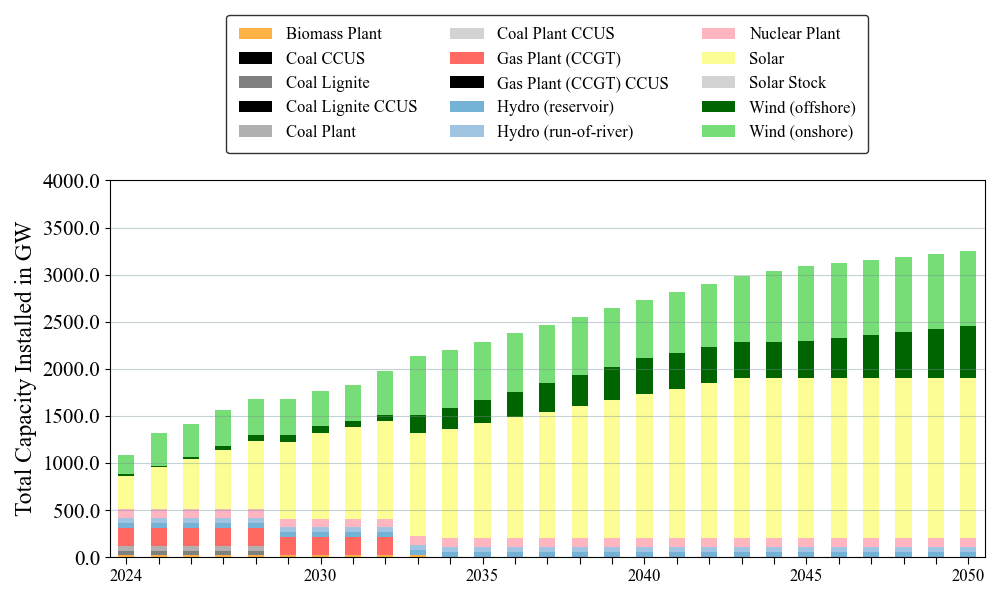 Biomass Plant
Coal CCUS
Coal Lignite
Coal Lignite CCUS
Coal Plant
Coal Plant CCUS
Gas Plant (CCGT)
Gas Plant (CCGT) CCUS
Hydro (reservoir)
Hydro (run-of-river)
Nuclear Plant
Solar
Solar Stock
Wind (offshore)
Wind (onshore)
Total Capacity Installed in GW
4000.0
3500.0
3000.0
2500.0
2000.0
1500.0
1000.0
500.0
0.0
2024
2030
2035
2040
2045
2050